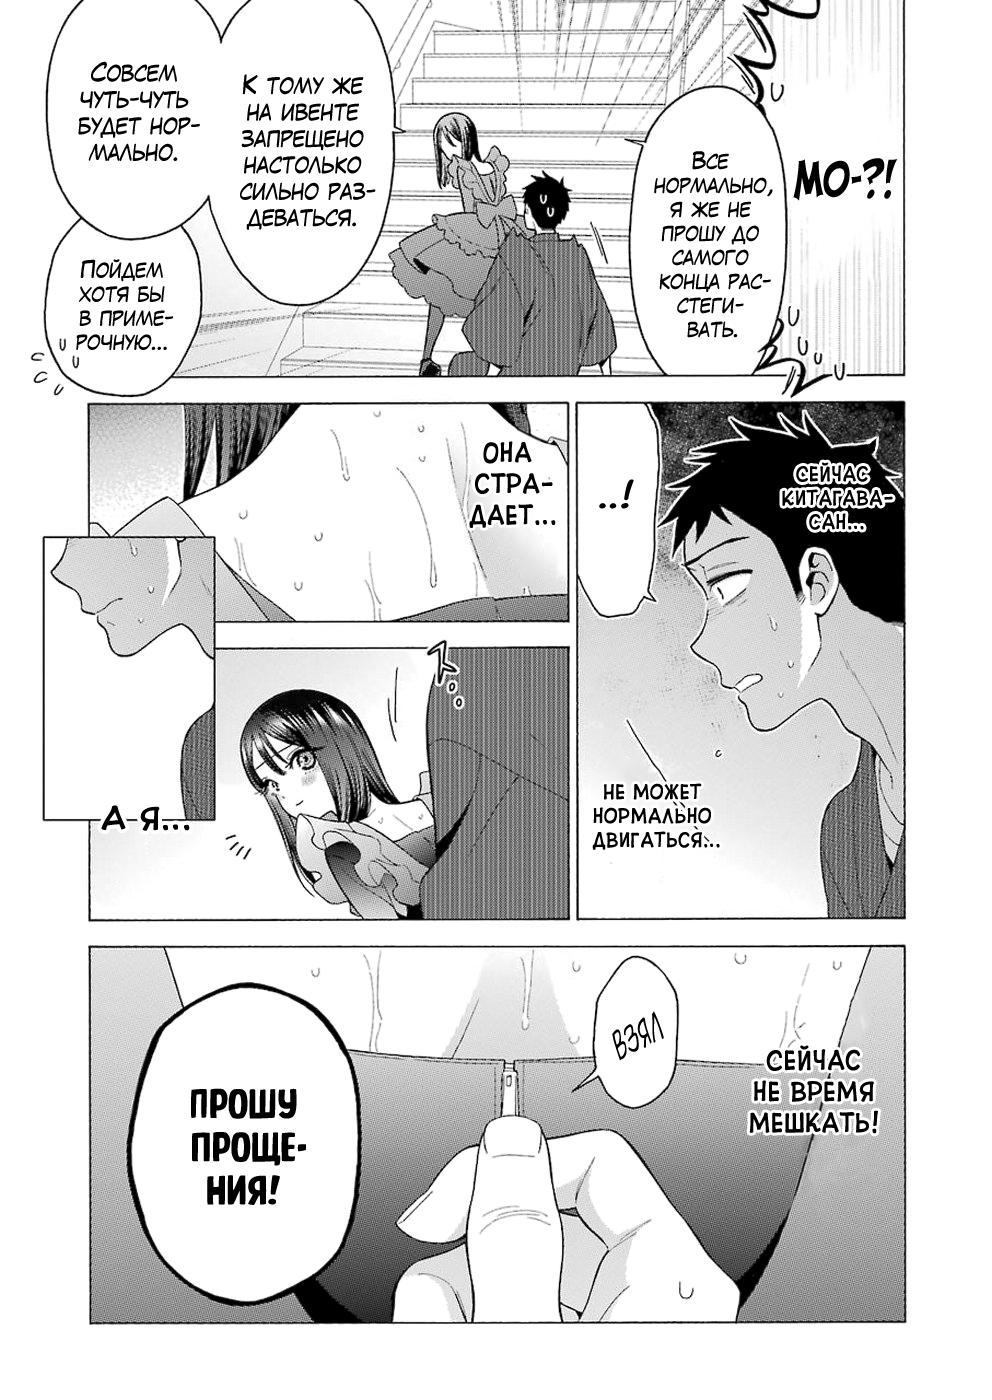 МО-?!
ВСЕ
НОРМАЛЬНО,
Я ЖЕ НЕ
ПРОШУ ДО
САМОГО
КОНЦА РАС-
СТЕГИ-
ВАТЬ.
К ТОМУ ЖЕ
НА ИВЕНТЕ
ЗАПРЕЩЕНО
НАСТОЛЬКО
СИЛЬНО РАЗ-
ДЕВАТЬСЯ.
СОВСЕМ
ЧУТЬ-ЧУТЬ
БУДЕТ НОР-
МАЛЬНО.
ПОЙДЕМ
ХОТЯ БЫ
В ПРИМЕ-
РОЧНУЮ...
СЕЙЧАС
КИТАГАВА-
САН...
..!
НЕ МОЖЕТ
НОРМАЛЬНО
ДВИГАТЬСЯ...
ОНА
СТРА-
ДАЕТ...
А Я...
ВЗЯЛ
СЕЙЧАС
НЕ ВРЕМЯ
МЕШКАТЬ!
ПРОШУ
ПРОЩЕ-
НИЯ!